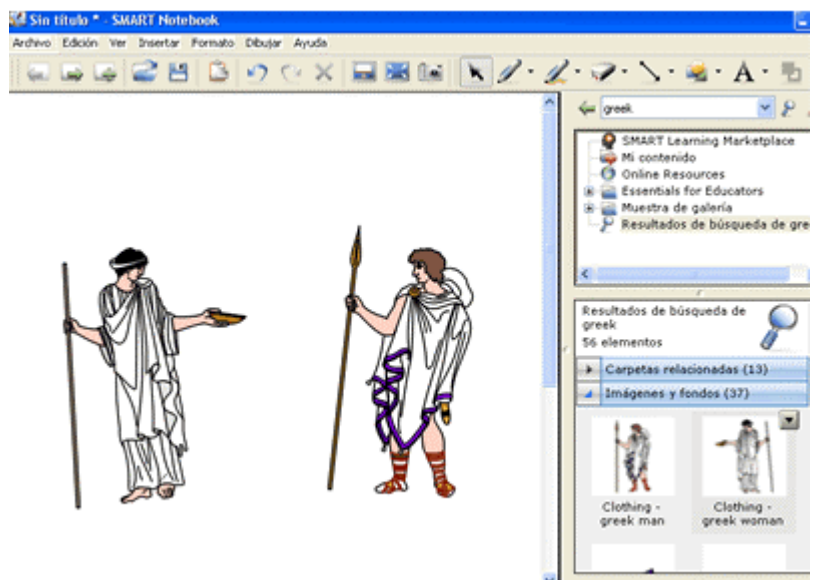 Sin título * - SMART Notebook
Archivo Edición Ver Insertar Formato Dibujar Ayuda
A
greek
SMART Learning Marketplace
Mi contenido
Online Resources
Essentials for Educators
Muestra de galería
Resultados de búsqueda de gre
Resultados de búsqueda de
greek
56 elementos
Carpetas relacionadas (13)
Imágenes y fondos (37)
Clothing -
greek man
Clothing -
greek woman